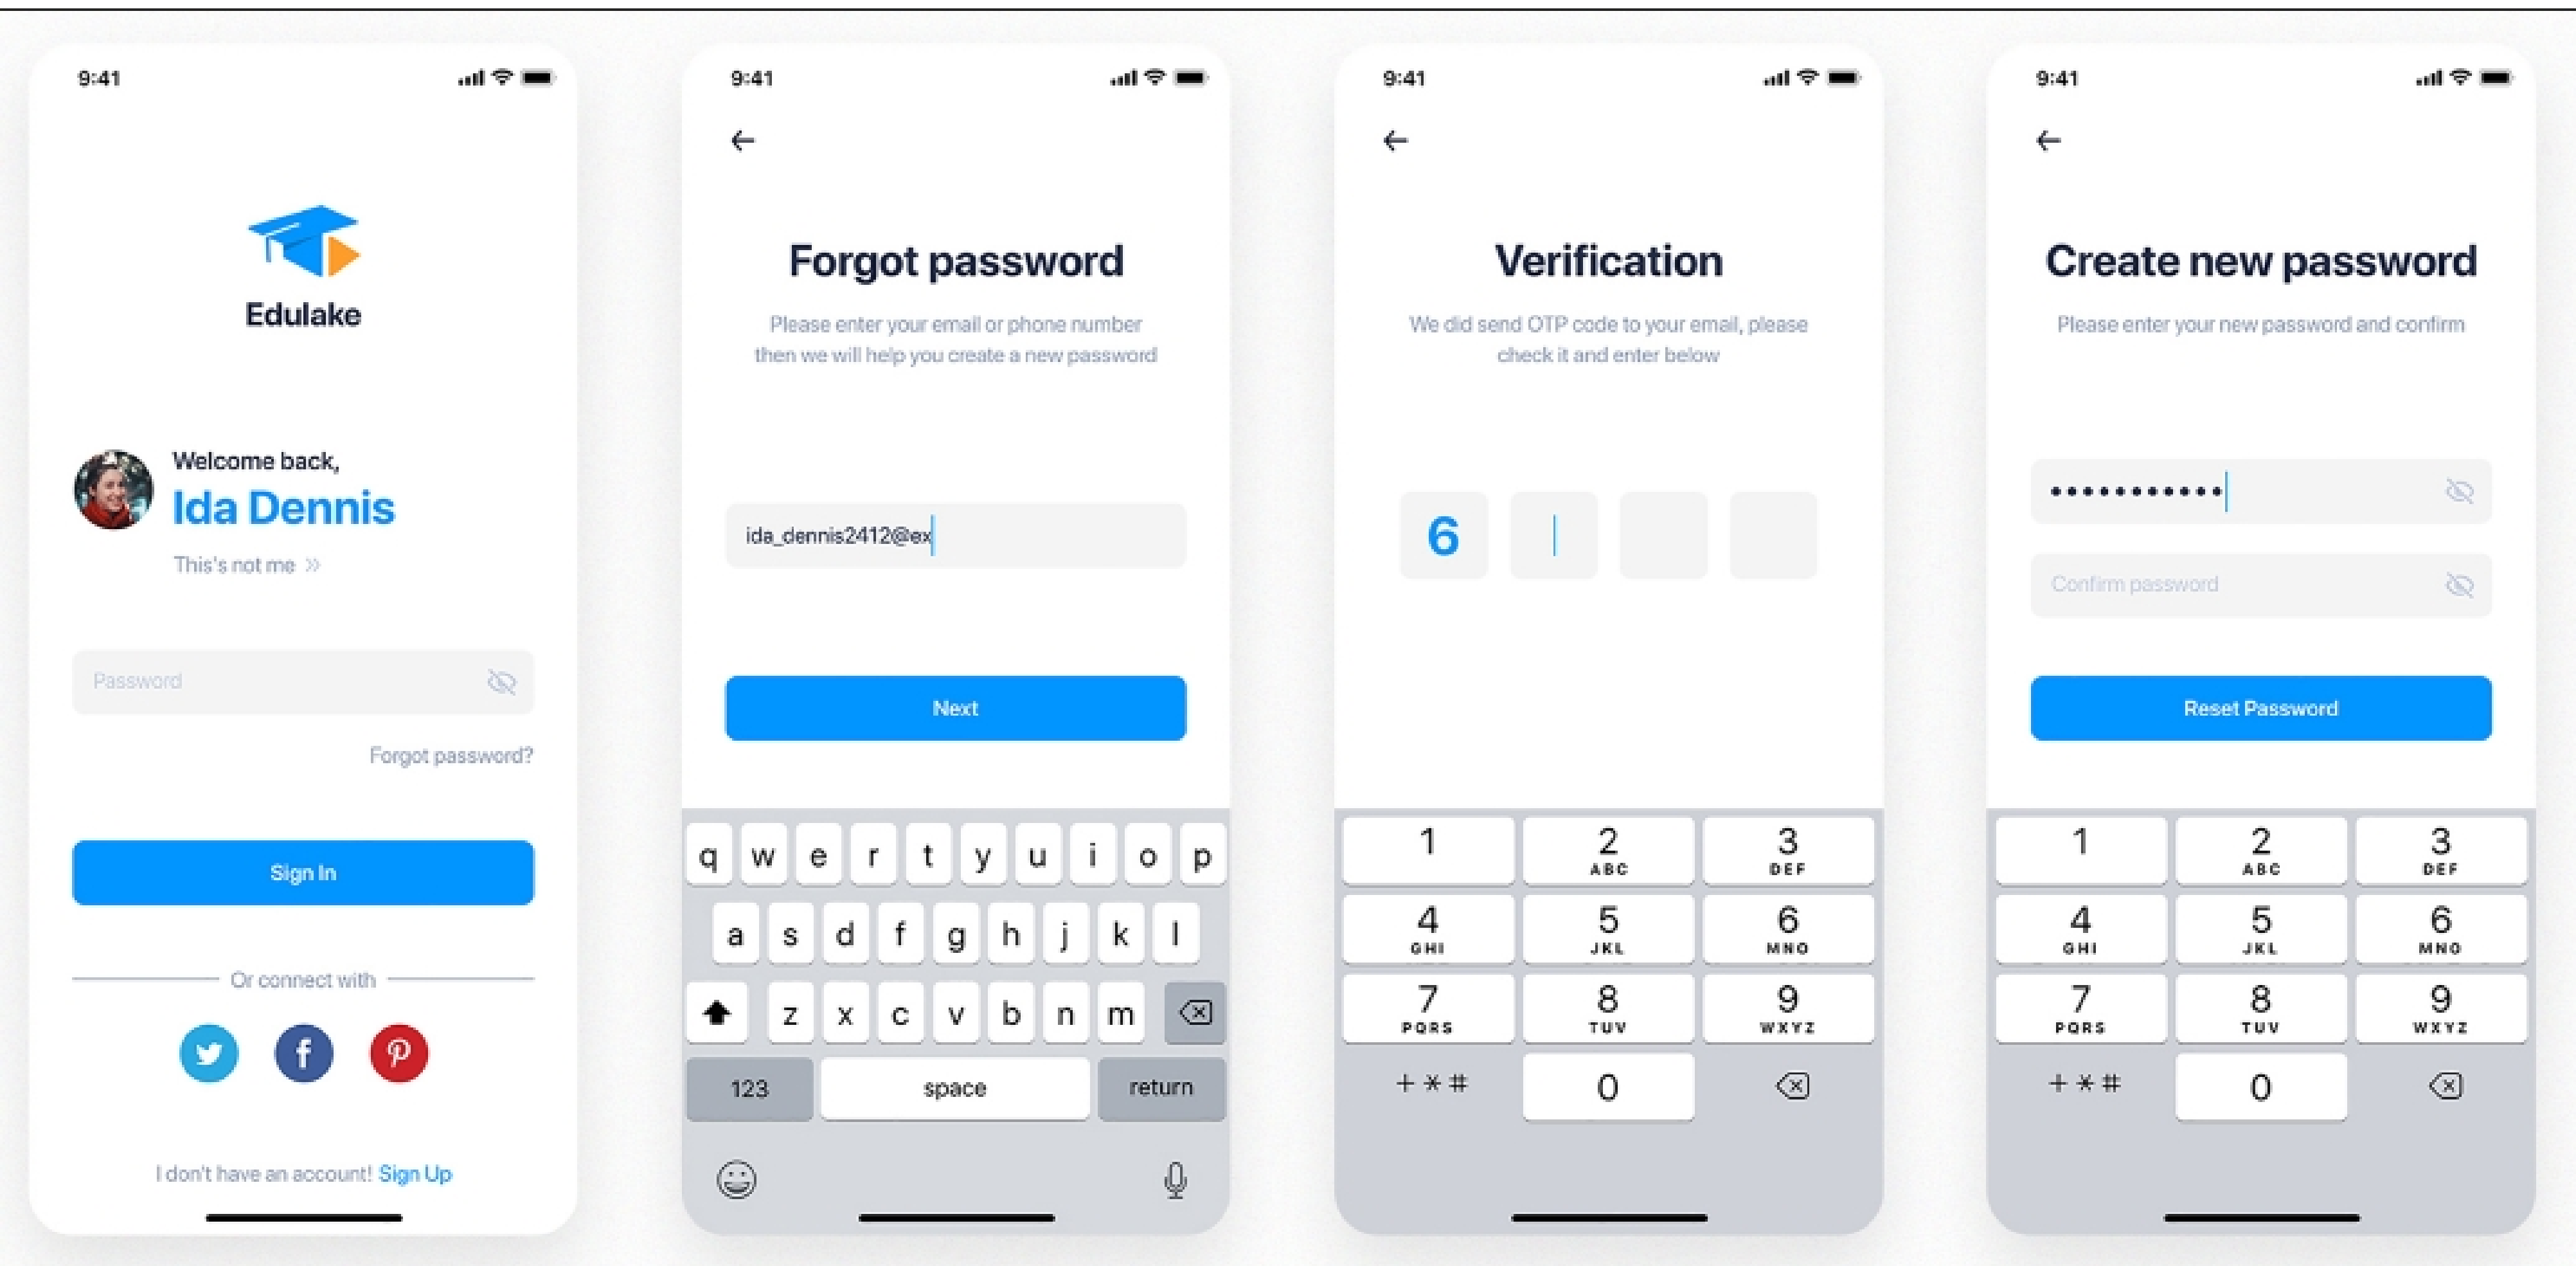 9:41
Edulake
Welcome back,
Ida Dennis
This's not me »
Password
Forgot password?
Sign In
Or connect with
I don't have an account! Sign Up
9:41
Forgot password
Please enter your email or phone number
then we will help you create a new password
ida_dennis2412@ex
Next
q w e r t y u i o p
a s d f g h j k l
z x c v b n m
123 space return
9:41
Verification
We did send OTP code to your email, please
check it and enter below
6
1 2 3
ABC DEF
4 5 6
GHI JKL MNO
7 8 9
PQRS TUV WXYZ
+ * # 0
9:41
Create new password
Please enter your new password and confirm
•••••••••••
Confirm password
Reset Password
1 2 3
ABC DEF
4 5 6
GHI JKL MNO
7 8 9
PQRS TUV WXYZ
+ * # 0